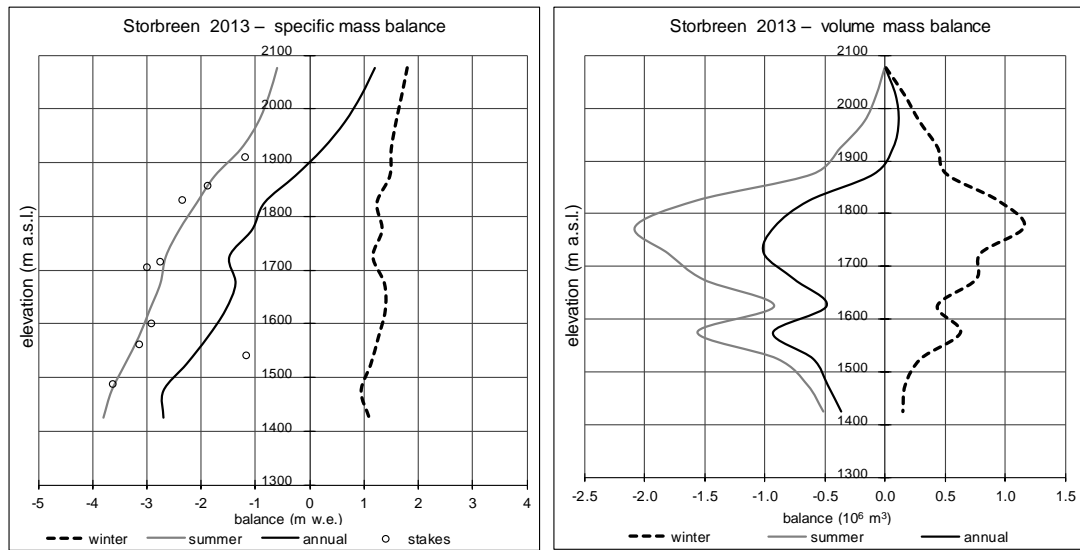 Storbreen 2013 – specific mass balance
2100
2000
1900
1800
1700
1600
1500
1400
1300
elevation (m a.s.l.)
-5 -4 -3 -2 -1 0 1 2 3 4
balance (m w.e.)
winter summer annual stakes
Storbreen 2013 – volume mass balance
2100
2000
1900
1800
1700
1600
1500
1400
1300
elevation (m a.s.l.)
-2.5 -2.0 -1.5 -1.0 -0.5 0.0 0.5 1.0 1.5
balance (10⁶ m³)
winter summer annual